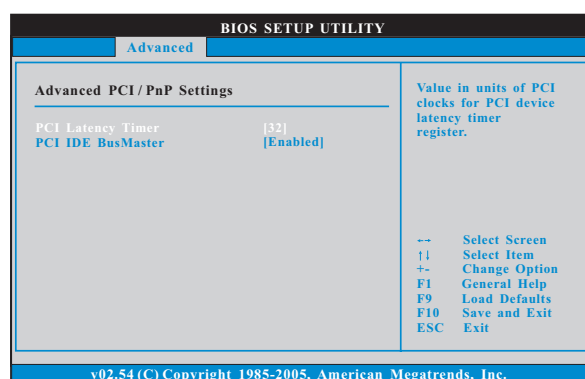 BIOS SETUP UTILITY
Advanced
Advanced PCI / PnP Settings
PCI Latency Timer [32]
PCI IDE BusMaster [Enabled]
Value in units of PCI
clocks for PCI device
latency timer
register.
←→ Select Screen
↑↓ Select Item
+- Change Option
F1 General Help
F9 Load Defaults
F10 Save and Exit
ESC Exit
v02.54 (C) Copyright 1985-2005, American Megatrends, Inc.